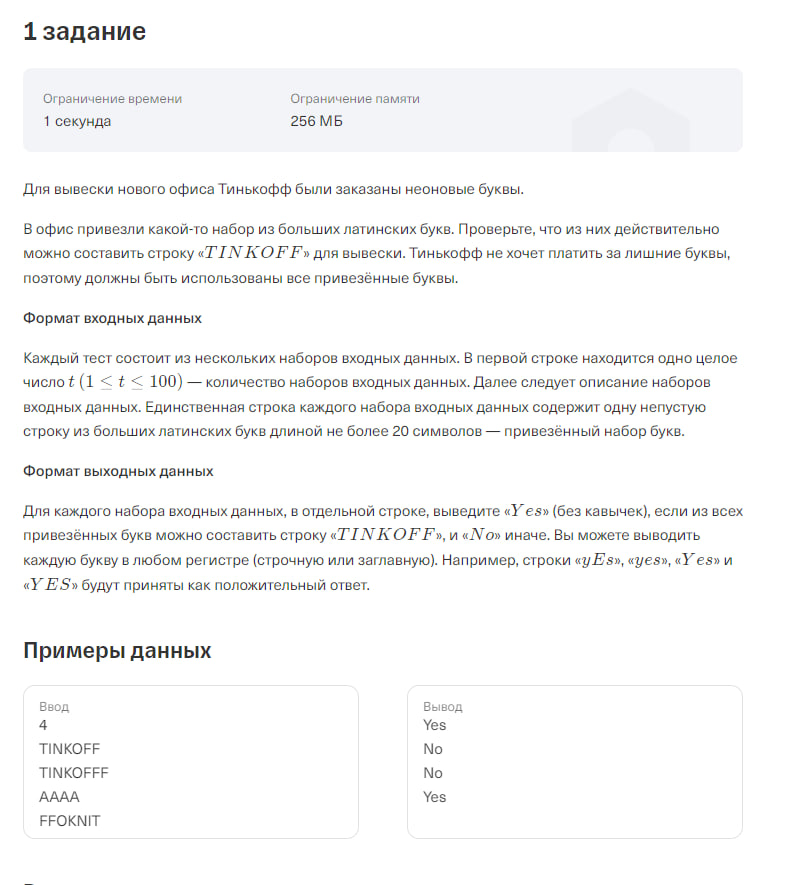 1 задание
Ограничение времени
Ограничение памяти
1 секунда
256 МБ
Для вывески нового офиса Тинькофф были заказаны неоновые буквы.
В офис привезли какой-то набор из больших латинских букв. Проверьте, что из них действительно
можно составить строку «TINKOFF» для вывески. Тинькофф не хочет платить за лишние буквы,
поэтому должны быть использованы все привезённые буквы.
Формат входных данных
Каждый тест состоит из нескольких наборов входных данных. В первой строке находится одно целое
число t (1 ≤ t ≤ 100) — количество наборов входных данных. Далее следует описание наборов
входных данных. Единственная строка каждого набора входных данных содержит одну непустую
строку из больших латинских букв длиной не более 20 символов — привезённый набор букв.
Формат выходных данных
Для каждого набора входных данных, в отдельной строке, выведите «Yes» (без кавычек), если из всех
привезённых букв можно составить строку «TINKOFF», и «No» иначе. Вы можете выводить
каждую букву в любом регистре (строчную или заглавную). Например, строки «yEs», «yes», «Yes» и
«YES» будут приняты как положительный ответ.
Примеры данных
Ввод
4
TINKOFF
TINKOFFF
AAAA
FFOKNIT
Вывод
Yes
No
No
Yes